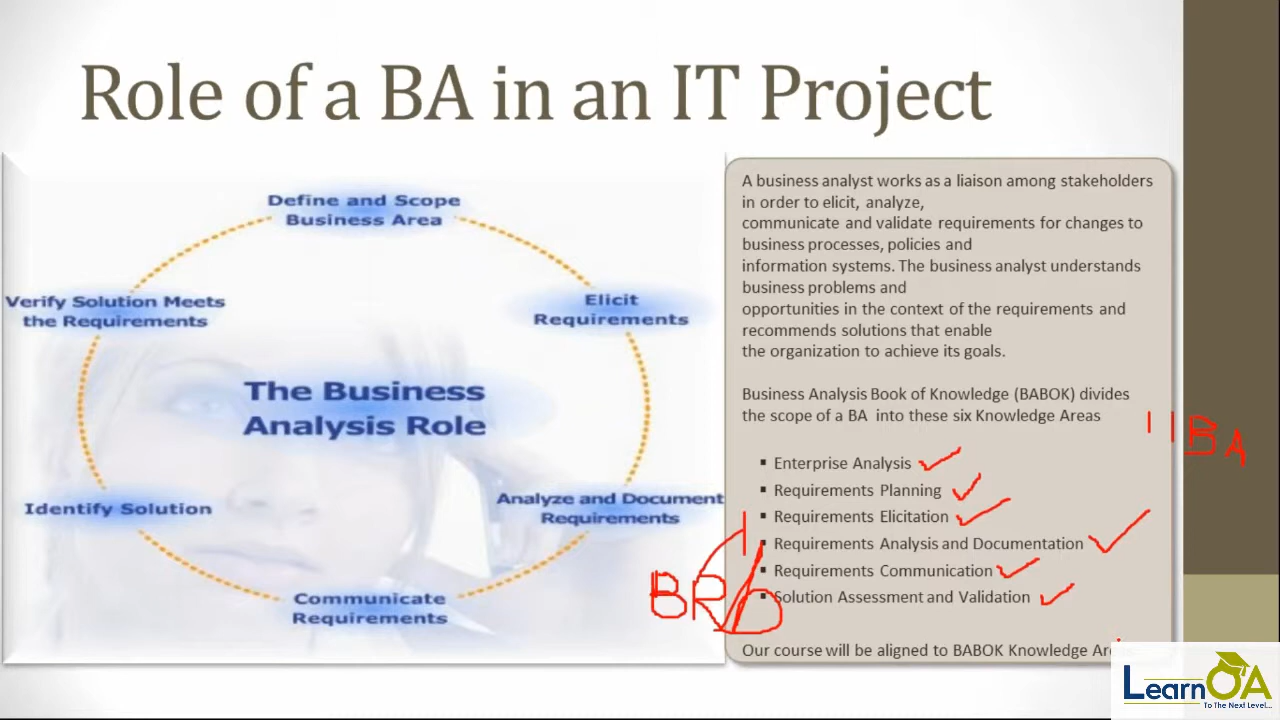 Role of a BA in an IT Project
Define and Scope
Business Area
Elicit
Requirements
Analyze and Document
Requirements
Communicate
Requirements
Identify Solution
Verify Solution Meets
the Requirements
The Business
Analysis Role
A business analyst works as a liaison among stakeholders
in order to elicit, analyze,
communicate and validate requirements for changes to
business processes, policies and
information systems. The business analyst understands
business problems and
opportunities in the context of the requirements and
recommends solutions that enable
the organization to achieve its goals.
Business Analysis Book of Knowledge (BABOK) divides
the scope of a BA into these six Knowledge Areas
▪ Enterprise Analysis
▪ Requirements Planning
▪ Requirements Elicitation
▪ Requirements Analysis and Documentation
▪ Requirements Communication
▪ Solution Assessment and Validation
Our course will be aligned to BABOK Knowledge
BA
LearnOA
To The Next Level...